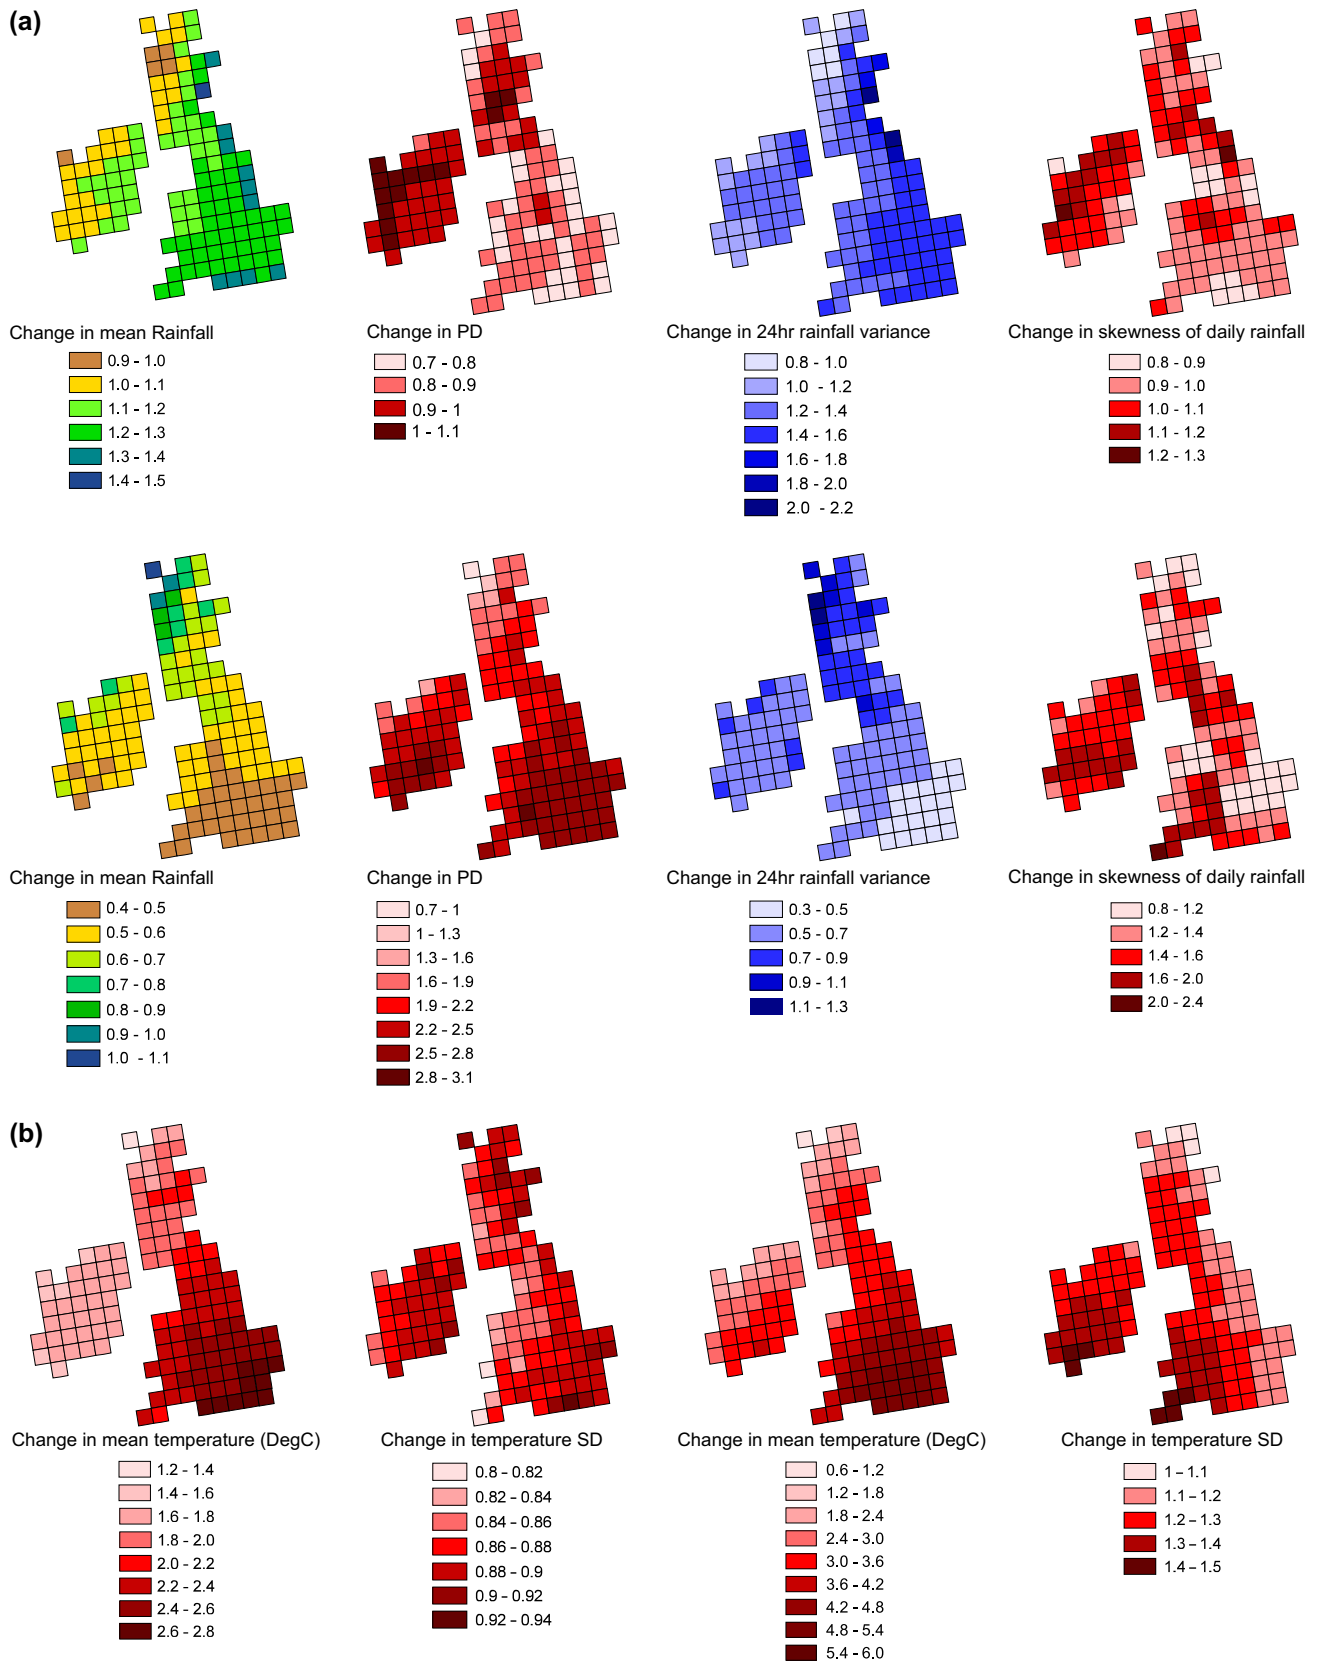 (a)
Change in mean Rainfall
0.9 - 1.0
1.0 - 1.1
1.1 - 1.2
1.2 - 1.3
1.3 - 1.4
1.4 - 1.5
Change in PD
0.7 - 0.8
0.8 - 0.9
0.9 - 1
1 - 1.1
Change in 24hr rainfall variance
0.8 - 1.0
1.0 - 1.2
1.2 - 1.4
1.4 - 1.6
1.6 - 1.8
1.8 - 2.0
2.0 - 2.2
Change in skewness of daily rainfall
0.8 - 0.9
0.9 - 1.0
1.0 - 1.1
1.1 - 1.2
1.2 - 1.3
Change in mean Rainfall
0.4 - 0.5
0.5 - 0.6
0.6 - 0.7
0.7 - 0.8
0.8 - 0.9
0.9 - 1.0
1.0 - 1.1
Change in PD
0.7 - 1
1 - 1.3
1.3 - 1.6
1.6 - 1.9
1.9 - 2.2
2.2 - 2.5
2.5 - 2.8
2.8 - 3.1
Change in 24hr rainfall variance
0.3 - 0.5
0.5 - 0.7
0.7 - 0.9
0.9 - 1.1
1.1 - 1.3
Change in skewness of daily rainfall
0.8 - 1.2
1.2 - 1.4
1.4 - 1.6
1.6 - 2.0
2.0 - 2.4
(b)
Change in mean temperature (DegC)
1.2 - 1.4
1.4 - 1.6
1.6 - 1.8
1.8 - 2.0
2.0 - 2.2
2.2 - 2.4
2.4 - 2.6
2.6 - 2.8
Change in temperature SD
0.8 – 0.82
0.82 – 0.84
0.84 – 0.86
0.86 – 0.88
0.88 – 0.9
0.9 – 0.92
0.92 – 0.94
Change in mean temperature (DegC)
0.6 - 1.2
1.2 - 1.8
1.8 - 2.4
2.4 - 3.0
3.0 - 3.6
3.6 - 4.2
4.2 - 4.8
4.8 - 5.4
5.4 - 6.0
Change in temperature SD
1 – 1.1
1.1 – 1.2
1.2 – 1.3
1.3 – 1.4
1.4 – 1.5